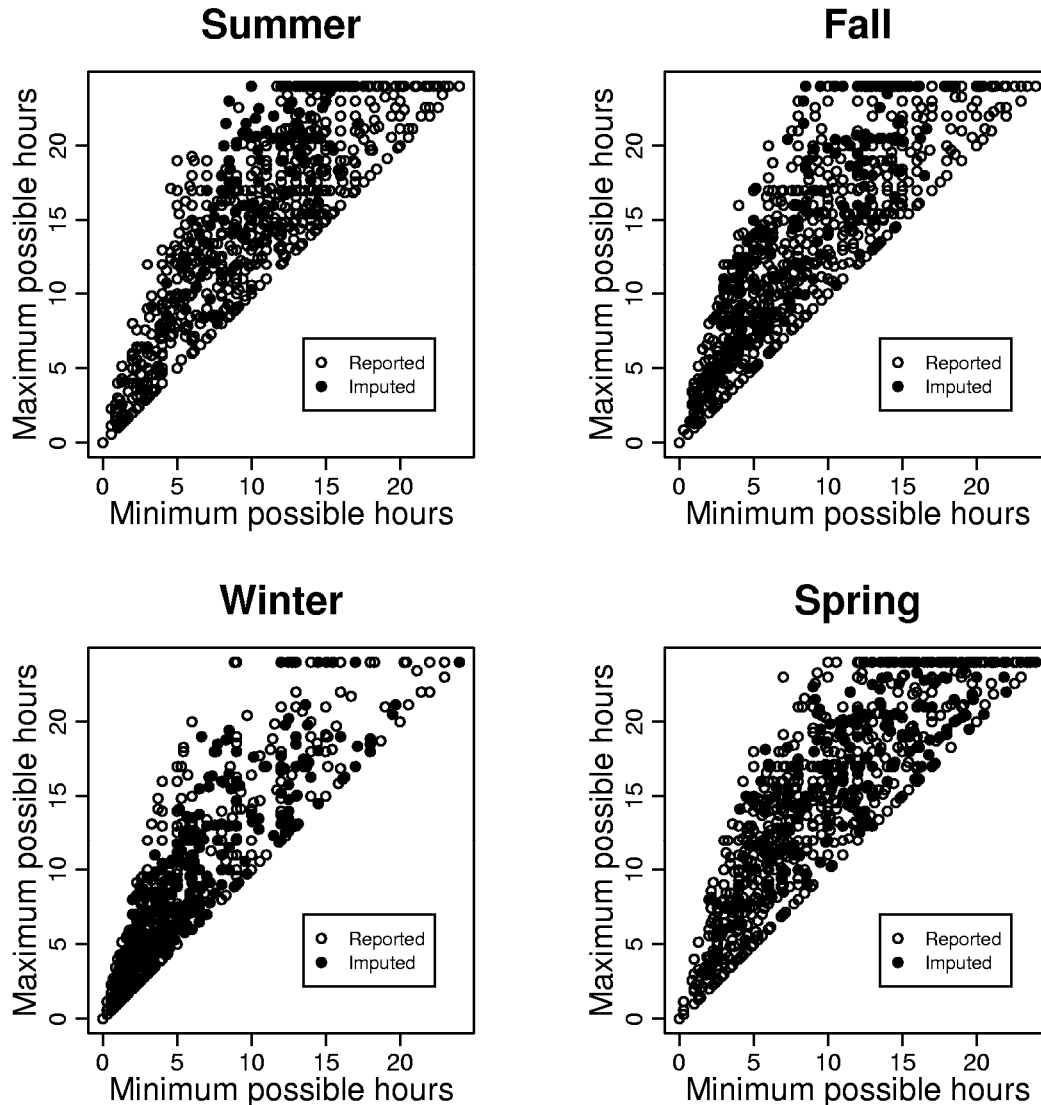 Summer
Maximum possible hours
20
15
10
5
0
Reported
Imputed
0 5 10 15 20
Minimum possible hours
Fall
Maximum possible hours
20
15
10
5
0
Reported
Imputed
0 5 10 15 20
Minimum possible hours
Winter
Maximum possible hours
20
15
10
5
0
Reported
Imputed
0 5 10 15 20
Minimum possible hours
Spring
Maximum possible hours
20
15
10
5
0
Reported
Imputed
0 5 10 15 20
Minimum possible hours